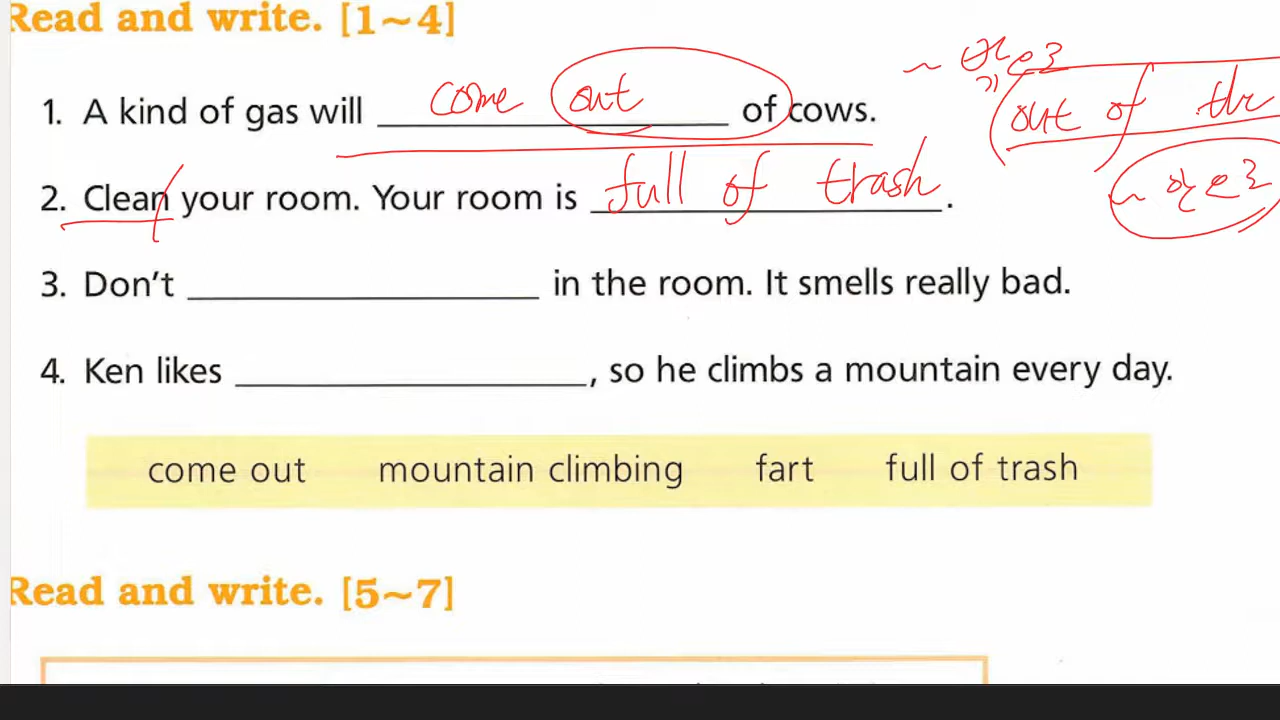 Read and write. [1~4]
1. A kind of gas will come out of cows.
out of the
2. Clean your room. Your room is full of trash.
3. Don't ____ in the room. It smells really bad.
4. Ken likes ____, so he climbs a mountain every day.
come out mountain climbing fart full of trash
Read and write. [5~7]